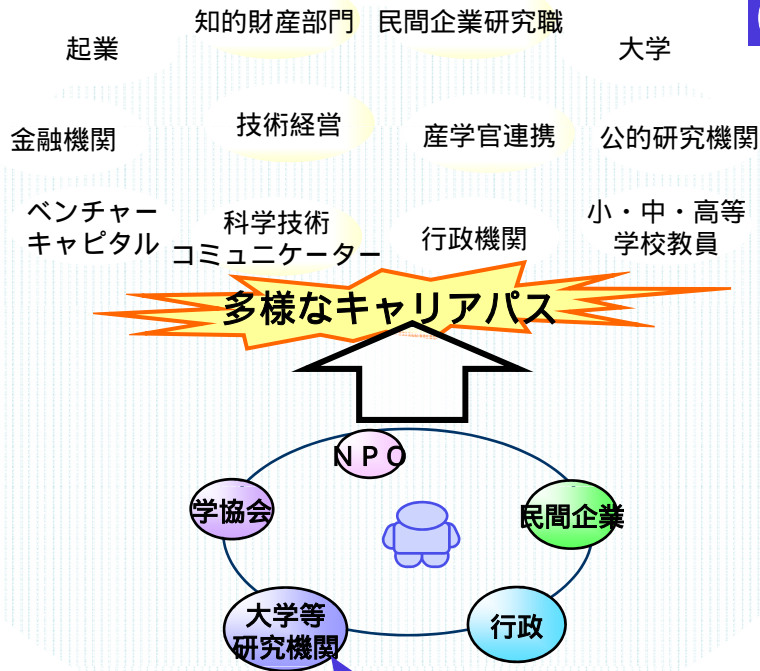 知的財産部門
民間企業研究職
起業
大学
技術経営
産学官連携
金融機関
公的研究機関
ベンチャー
キャピタル
科学技術
コミュニケーター
行政機関
小・中・高等
学校教員
多様なキャリアパス
ＮＰＯ
学協会
民間企業
大学等
研究機関
行政